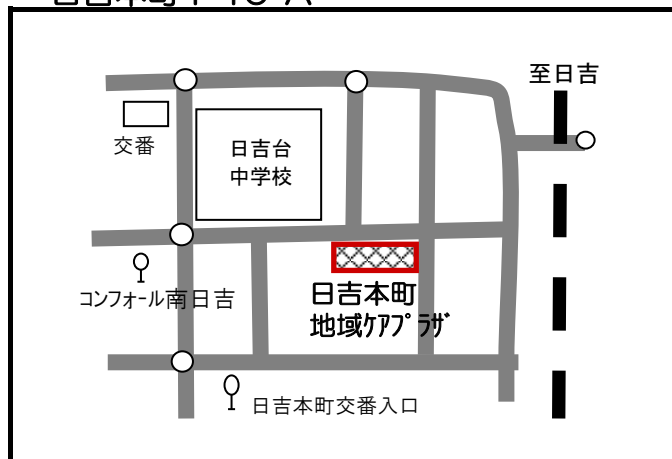 至日吉
交番
日吉台
中学校
コンフォール南日吉
日吉本町
地域ｹｱﾌﾟﾗｻﾞ
日吉本町交番入口